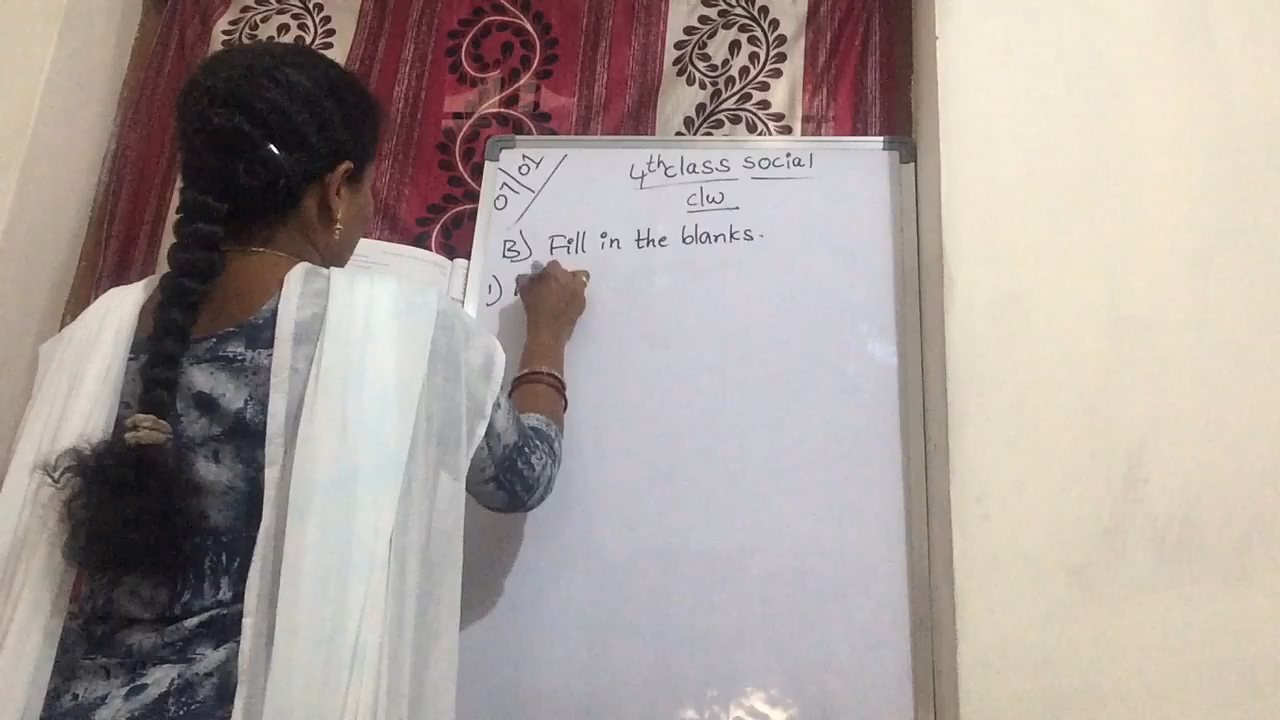 07/01
4th class social
c/w
B) Fill in the blanks.
1)